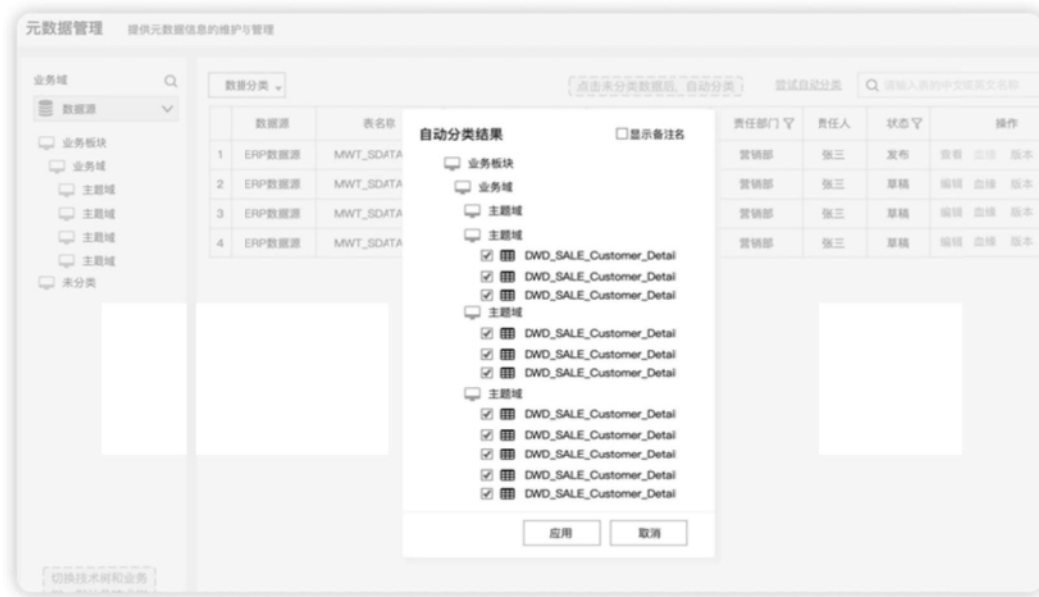 元数据管理 提供元数据信息的维护与管理
业务域
数据源
业务板块
业务域
主题域
主题域
主题域
主题域
未分类
切换技术树和业务
数据分类
点击未分类数据后，自动分类
尝试自动分类
请输入表的中文或英文名称
数据源 表名称 责任部门 责任人 状态 操作
1 ERP数据源 MWT_SDATA 营销部 张三 发布 查看 血缘 版本
2 ERP数据源 MWT_SDATA 营销部 张三 草稿 编辑 血缘 版本
3 ERP数据源 MWT_SDATA 营销部 张三 草稿 编辑 血缘 版本
4 ERP数据源 MWT_SDATA 营销部 张三 草稿 编辑 血缘 版本
自动分类结果 显示备注名
业务板块
业务域
主题域
主题域
DWD_SALE_Customer_Detai
DWD_SALE_Customer_Detai
DWD_SALE_Customer_Detai
主题域
DWD_SALE_Customer_Detai
DWD_SALE_Customer_Detai
DWD_SALE_Customer_Detai
主题域
DWD_SALE_Customer_Detai
DWD_SALE_Customer_Detai
DWD_SALE_Customer_Detai
DWD_SALE_Customer_Detai
DWD_SALE_Customer_Detai
应用 取消